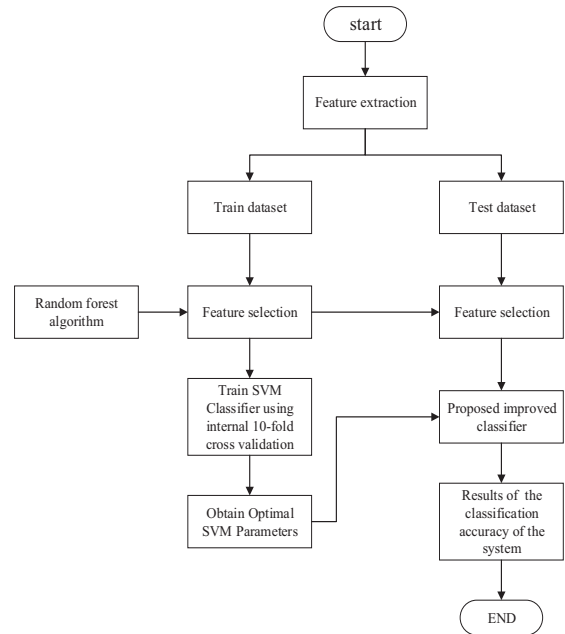 start
Feature extraction
Train dataset
Test dataset
Random forest
algorithm
Feature selection
Feature selection
Train SVM
Classifier using
internal 10-fold
cross validation
Proposed improved
classifier
Obtain Optimal
SVM Parameters
Results of the
classification
accuracy of the
system
END